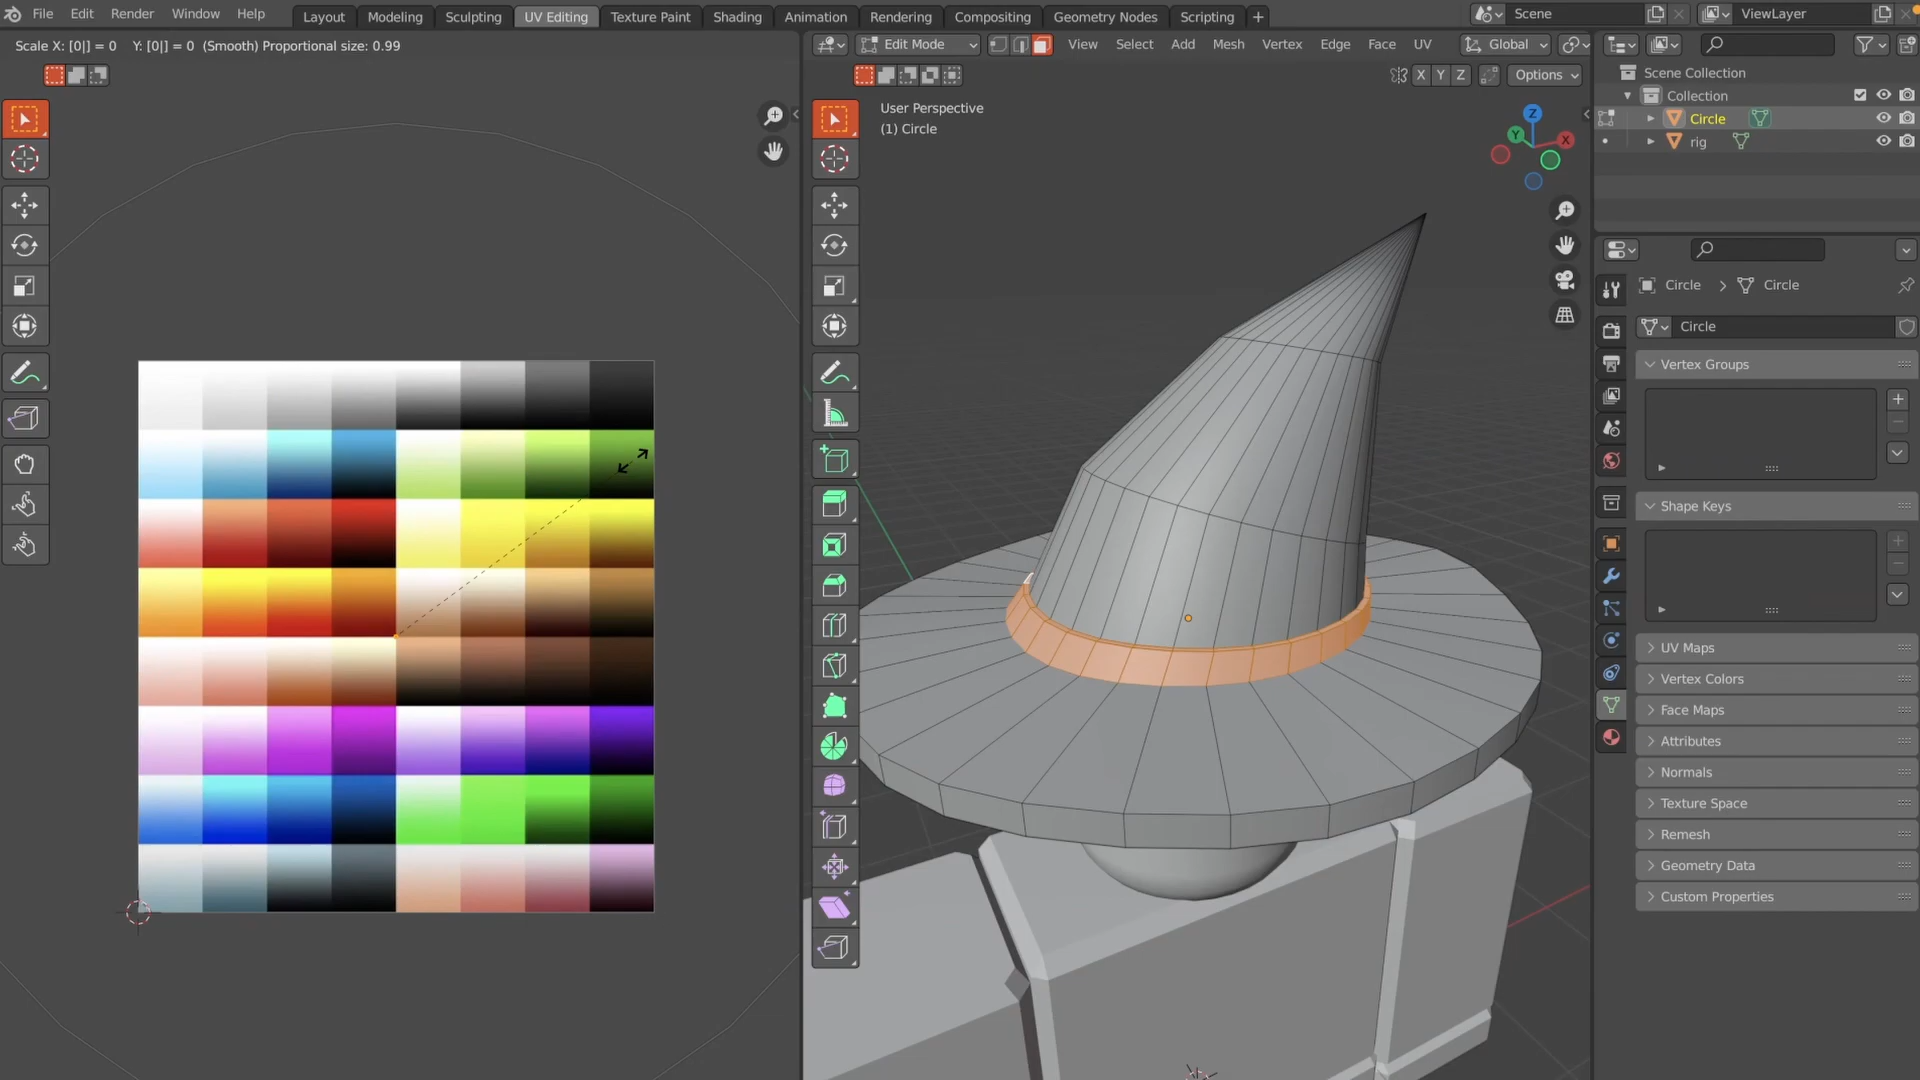 File Edit Render Window Help Layout Modeling Sculpting UV Editing Texture Paint Shading Animation Rendering Compositing Geometry Nodes Scripting + Scene ViewLayer
Scale X: [0|] = 0 Y: [0|] = 0 (Smooth) Proportional size: 0.99
Edit Mode View Select Add Mesh Vertex Edge Face UV Global
X Y Z Options
User Perspective
(1) Circle
Z
Y
X
Scene Collection
Collection
Circle
rig
Circle > Circle
Circle
Vertex Groups
Shape Keys
UV Maps
Vertex Colors
Face Maps
Attributes
Normals
Texture Space
Remesh
Geometry Data
Custom Properties